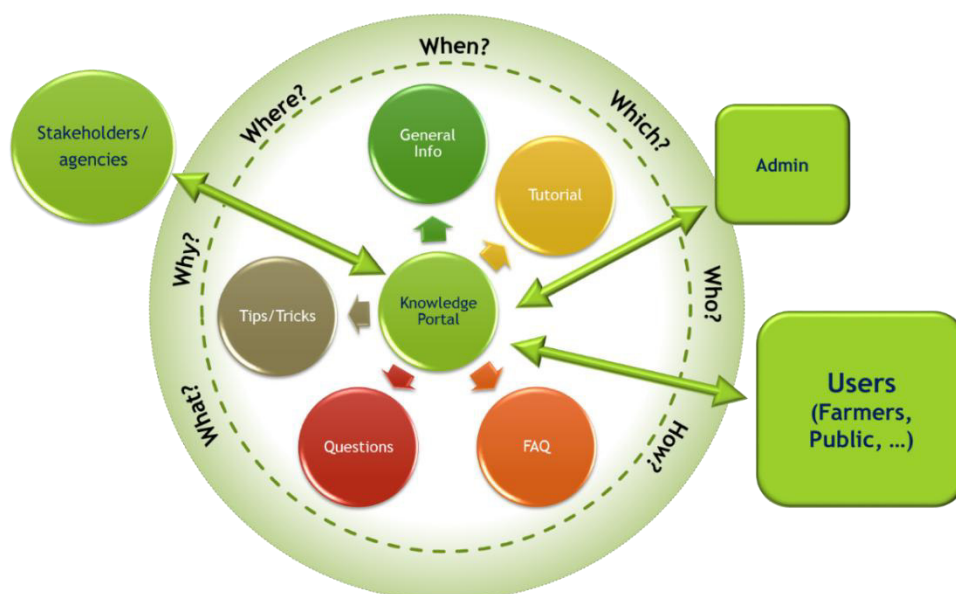 When?
Where?
Which?
Stakeholders/
agencies
General
Info
Admin
Tutorial
Why?
Who?
Knowledge
Portal
Tips/Tricks
What?
How?
Users
(Farmers,
Public, ...)
Questions
FAQ